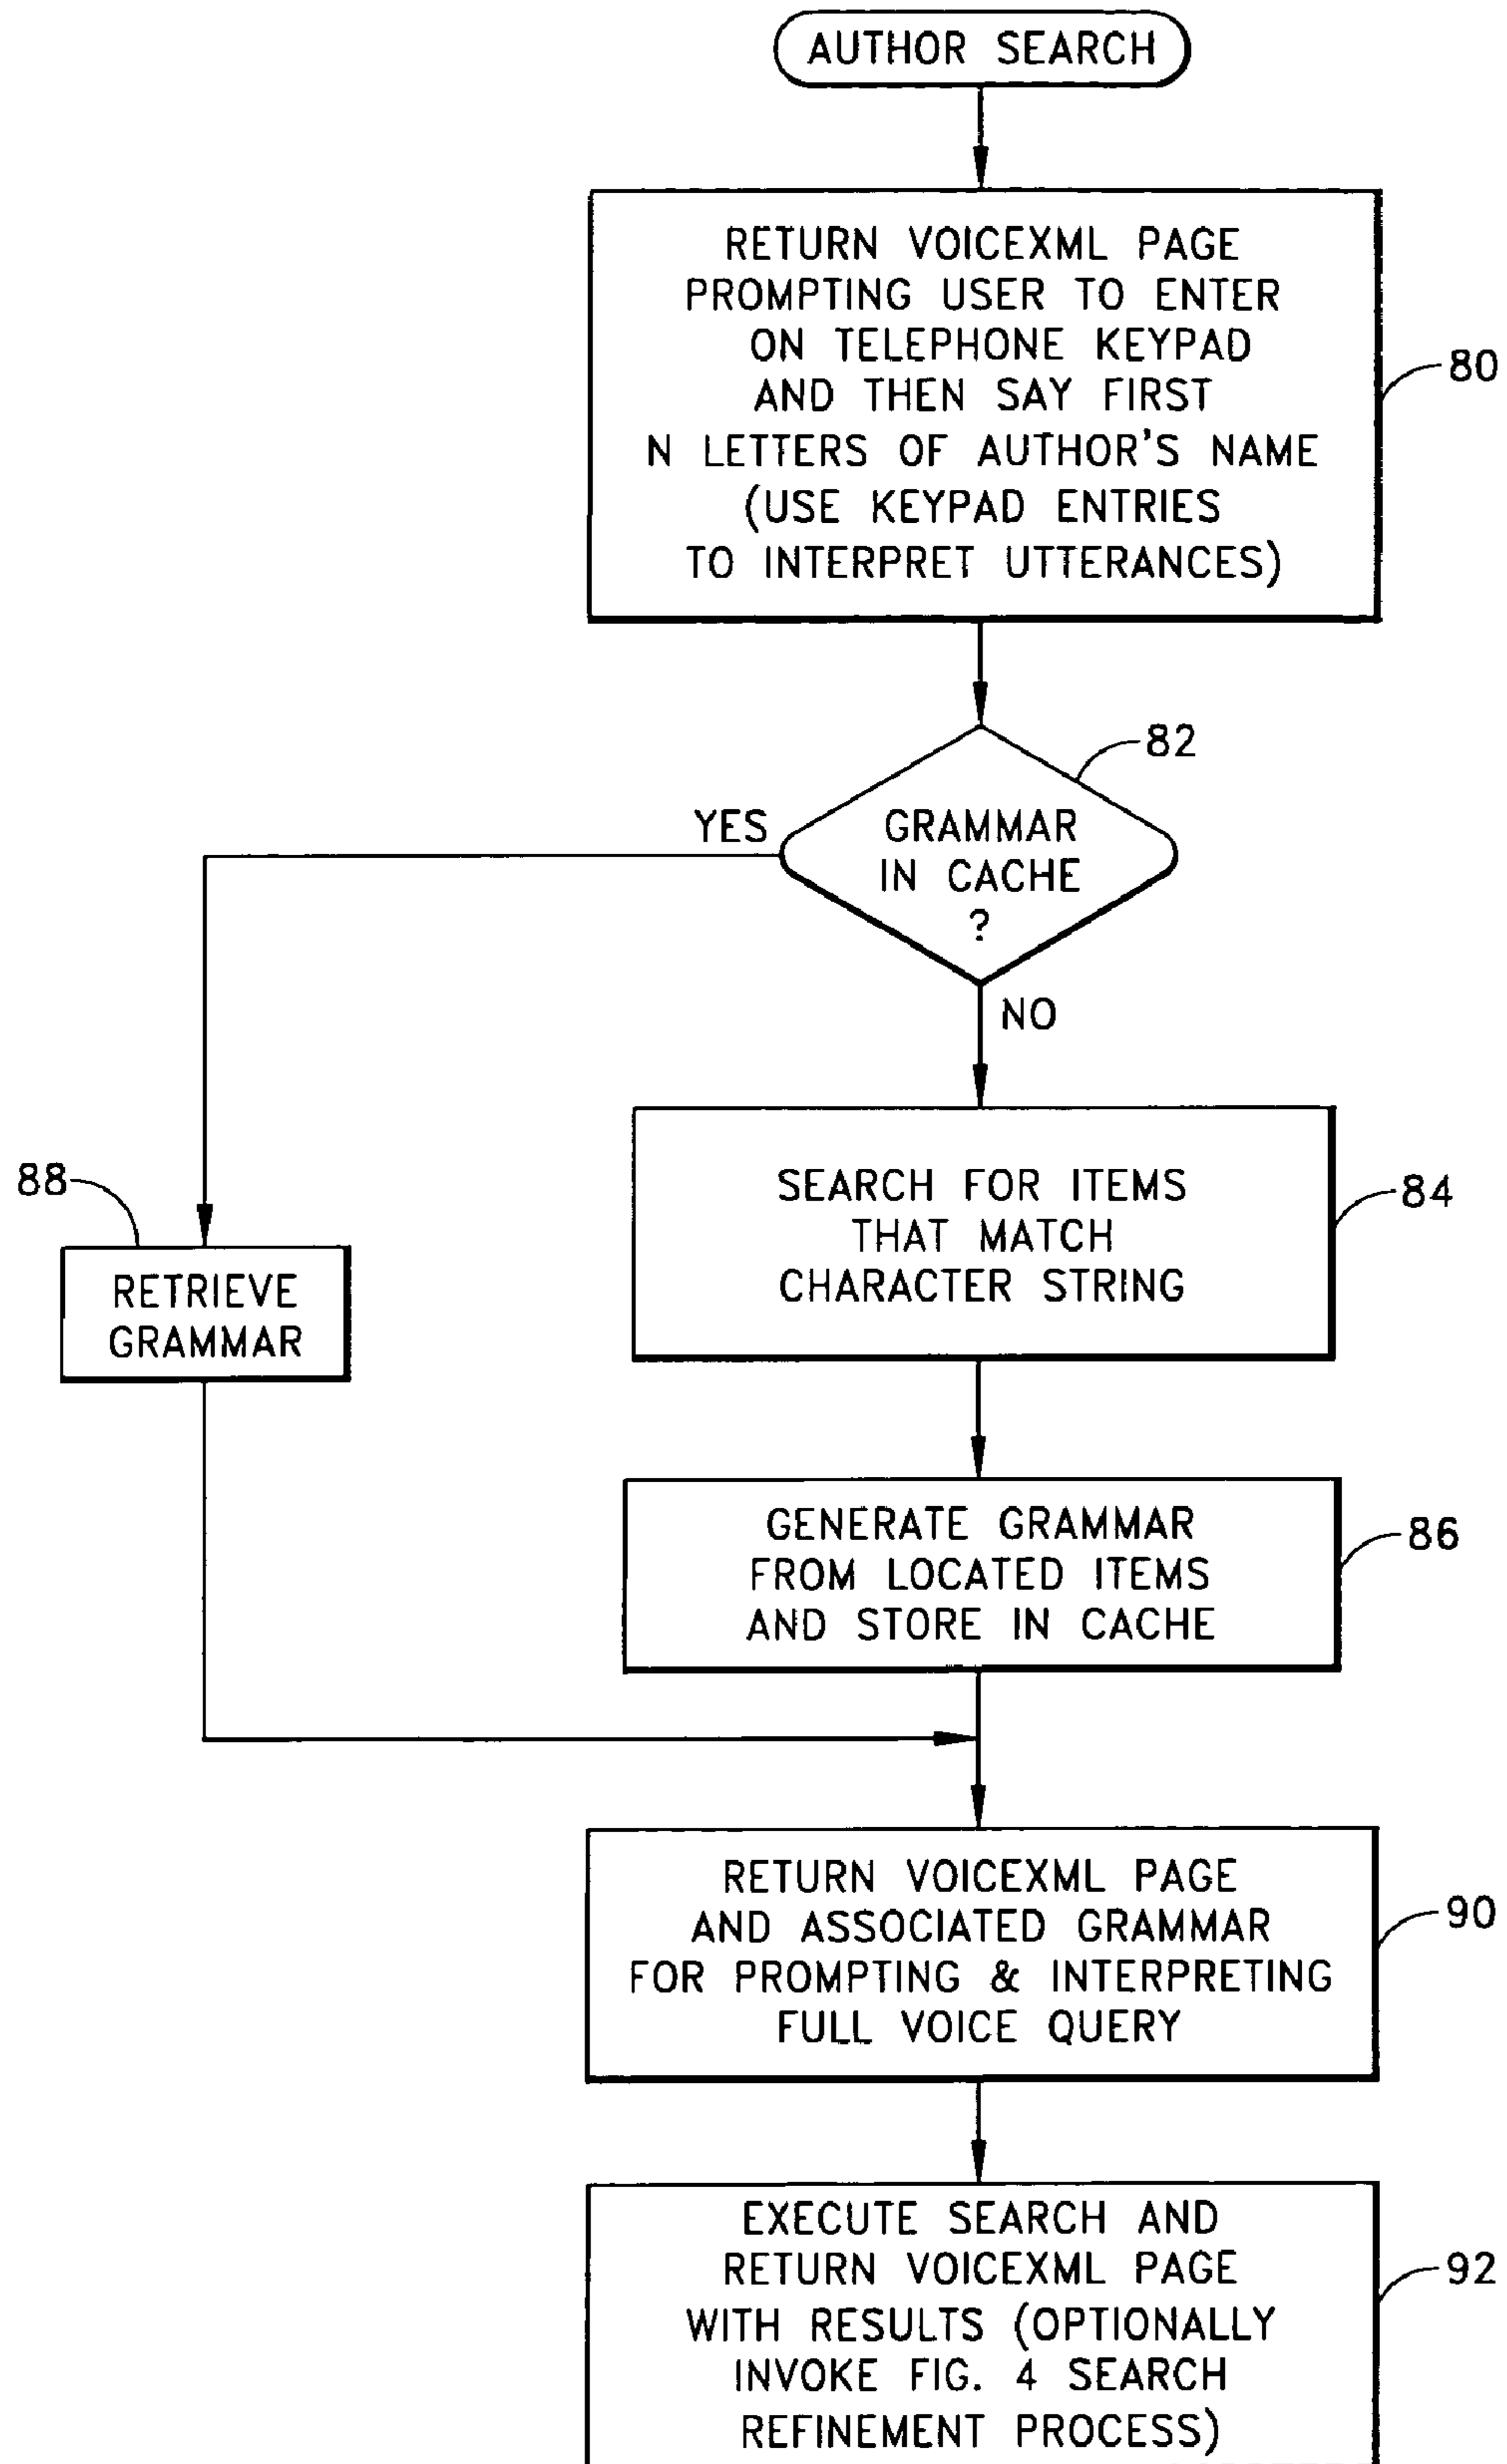 AUTHOR SEARCH
RETURN VOICEXML PAGE
PROMPTING USER TO ENTER
ON TELEPHONE KEYPAD
AND THEN SAY FIRST
N LETTERS OF AUTHOR'S NAME
(USE KEYPAD ENTRIES
TO INTERPRET UTTERANCES)
80
82
YES
GRAMMAR
IN CACHE
?
NO
88
RETRIEVE
GRAMMAR
SEARCH FOR ITEMS
THAT MATCH
CHARACTER STRING
84
GENERATE GRAMMAR
FROM LOCATED ITEMS
AND STORE IN CACHE
86
RETURN VOICEXML PAGE
AND ASSOCIATED GRAMMAR
FOR PROMPTING & INTERPRETING
FULL VOICE QUERY
90
EXECUTE SEARCH AND
RETURN VOICEXML PAGE
WITH RESULTS (OPTIONALLY
INVOKE FIG. 4 SEARCH
REFINEMENT PROCESS)
92